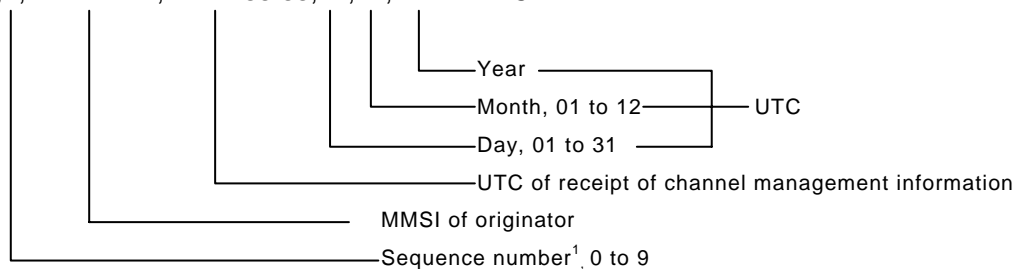 Year
Month, 01 to 12 UTC
Day, 01 to 31
UTC of receipt of channel management information
MMSI of originator
Sequence number1, 0 to 9